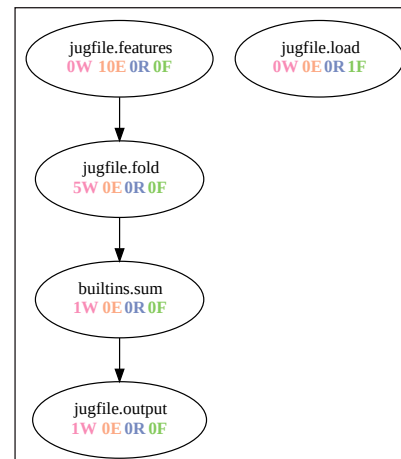 jugfile.features
0W 10E 0R 0F
jugfile.load
0W 0E 0R 1F
jugfile.fold
5W 0E 0R 0F
builtins.sum
1W 0E 0R 0F
jugfile.output
1W 0E 0R 0F